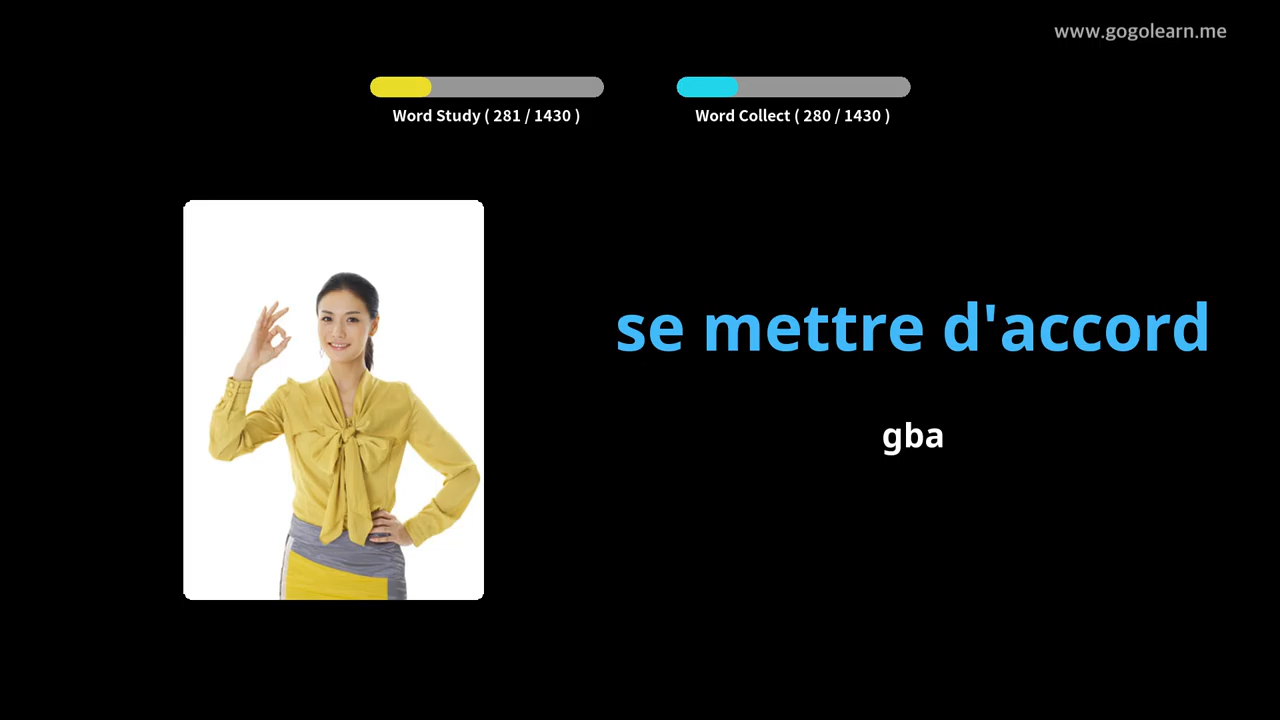 www.gogolearn.me
Word Study ( 281 / 1430 )
Word Collect ( 280 / 1430 )
se mettre d'accord
gba